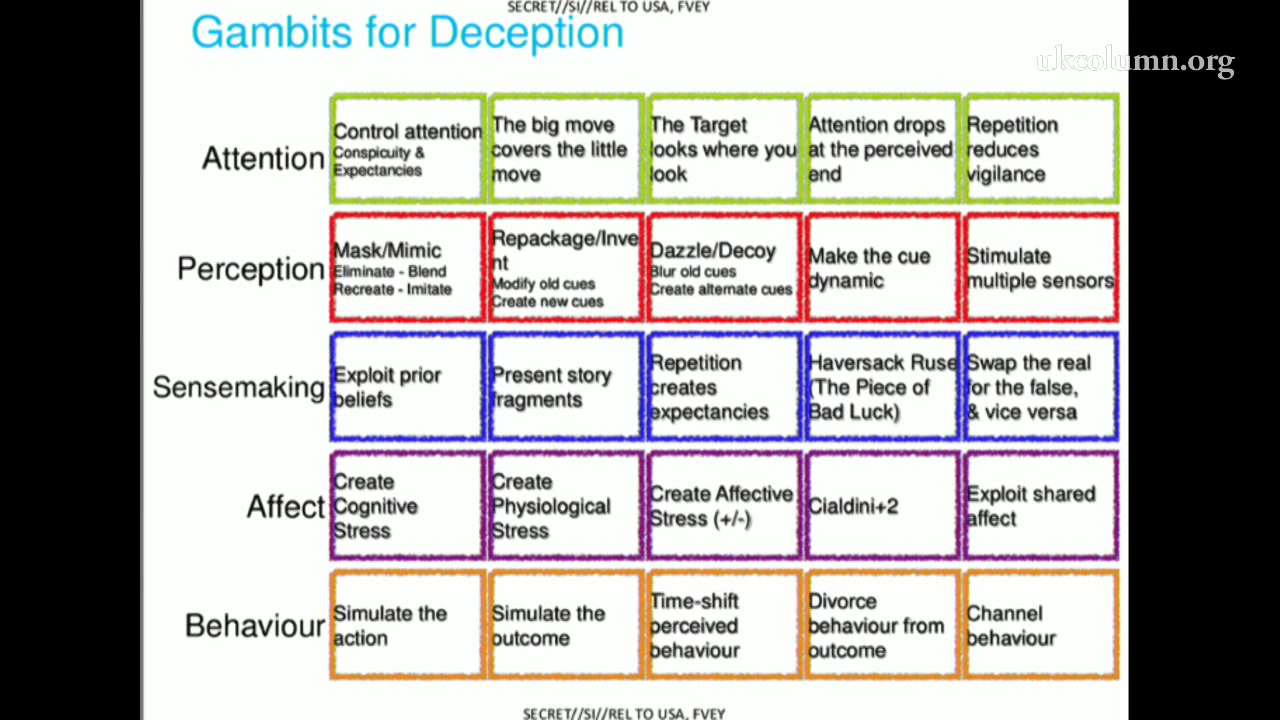 SECRET//SI//REL TO USA, FVEY
Gambits for Deception
ukcolumn.org
Attention
Control attention
Conspicuity &
Expectancies
The big move
covers the little
move
The Target
looks where you
look
Attention drops
at the perceived
end
Repetition
reduces
vigilance
Perception
Mask/Mimic
Eliminate - Blend
Recreate - Imitate
Repackage/Inve
nt
Modify old cues
Create new cues
Dazzle/Decoy
Blur old cues
Create alternate cues
Make the cue
dynamic
Stimulate
multiple sensors
Sensemaking
Exploit prior
beliefs
Present story
fragments
Repetition
creates
expectancies
Haversack Ruse
(The Piece of
Bad Luck)
Swap the real
for the false,
& vice versa
Affect
Create
Cognitive
Stress
Create
Physiological
Stress
Create Affective
Stress (+/-)
Cialdini+2
Exploit shared
affect
Behaviour
Simulate the
action
Simulate the
outcome
Time-shift
perceived
behaviour
Divorce
behaviour from
outcome
Channel
behaviour
SECRET//SI//REL TO USA, FVEY